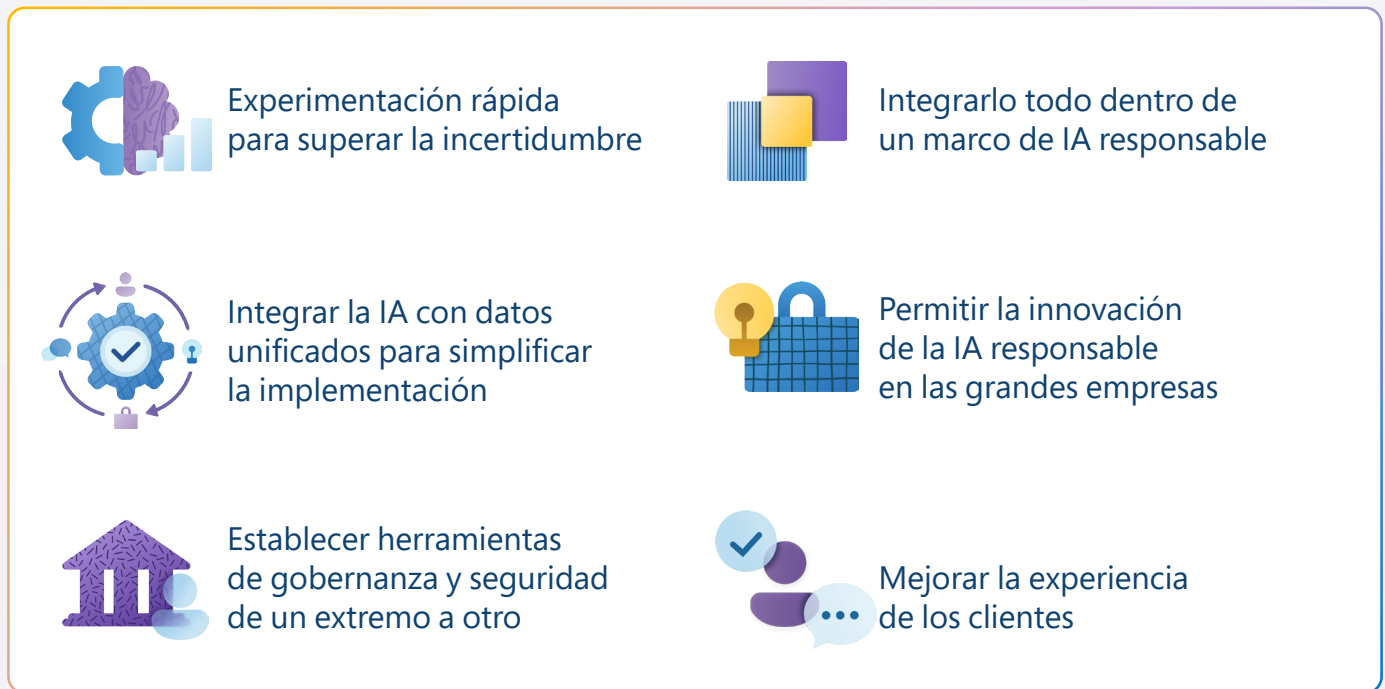 Experimentación rápida
para superar la incertidumbre
Integrarlo todo dentro de
un marco de IA responsable
Integrar la IA con datos
unificados para simplificar
la implementación
Permitir la innovación
de la IA responsable
en las grandes empresas
Establecer herramientas
de gobernanza y seguridad
de un extremo a otro
Mejorar la experiencia
de los clientes